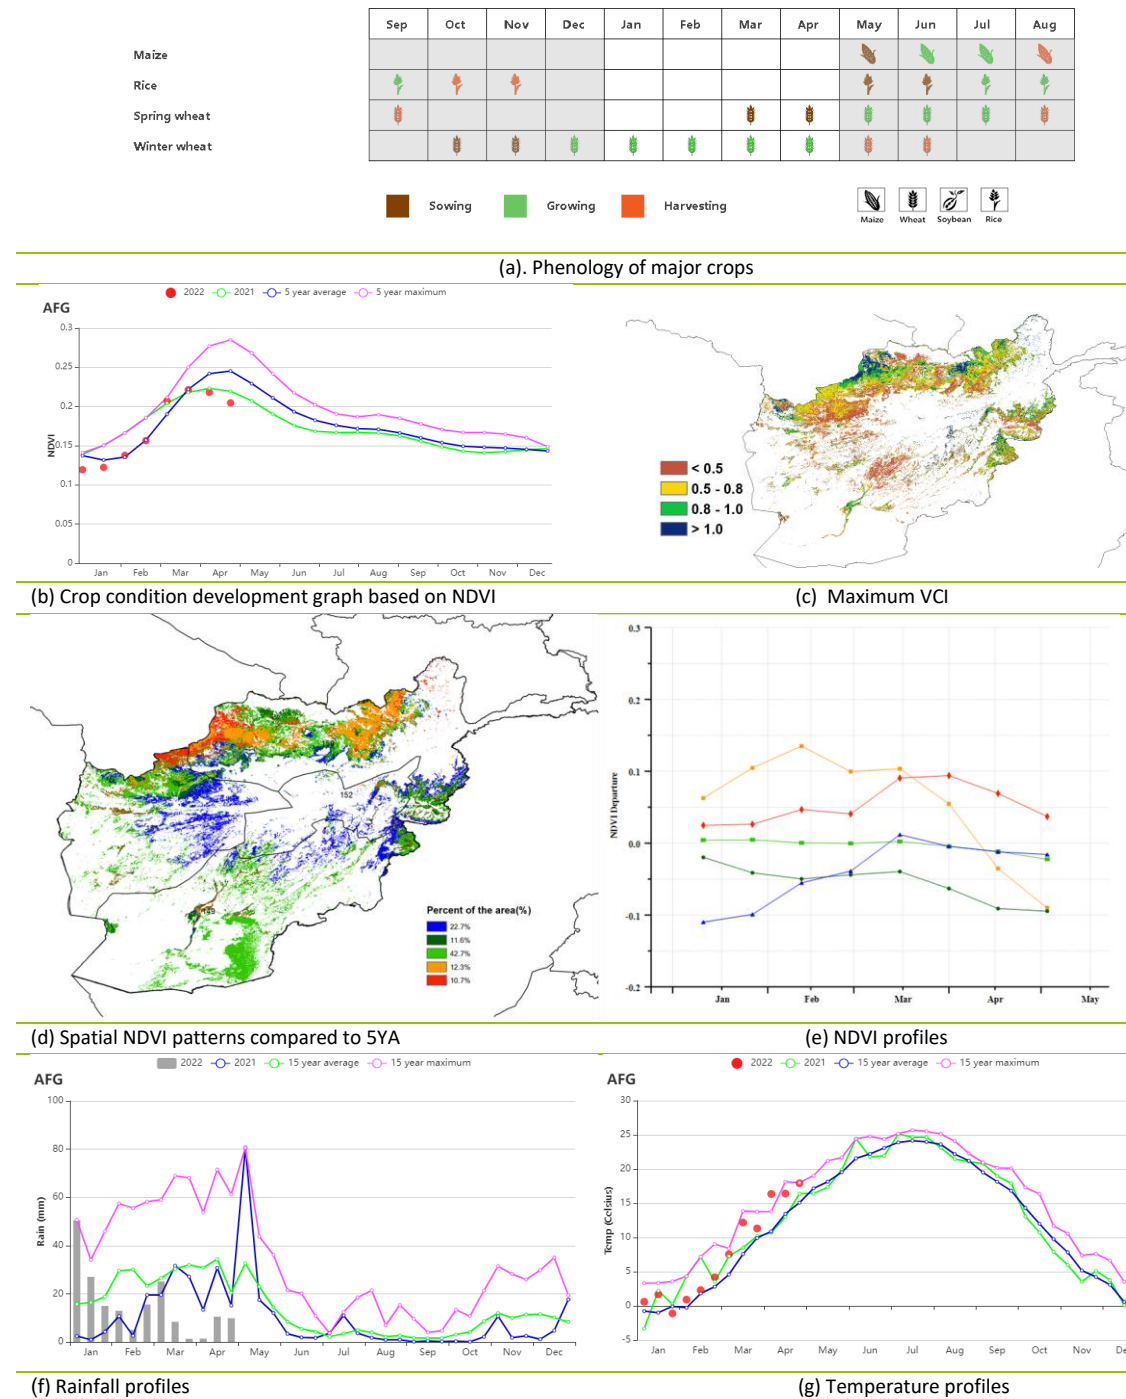 Sep Oct Nov Dec Jan Feb Mar Apr May Jun Jul Aug
Maize
Rice
Spring wheat
Winter wheat
Sowing Growing Harvesting
Maize Wheat Soybean Rice
(a). Phenology of major crops
2022 2021 5 year average 5 year maximum
AFG
NDVI
0.3
0.25
0.2
0.15
0.1
0.05
0
Jan Feb Mar Apr May Jun Jul Aug Sep Oct Nov Dec
< 0.5
0.5 - 0.8
0.8 - 1.0
> 1.0
(b) Crop condition development graph based on NDVI
(c) Maximum VCI
152
149
Percent of the area(%)
22.7%
11.6%
42.7%
12.3%
10.7%
NDVI Departure
0.3
0.2
0.1
0.0
-0.1
-0.2
Jan Feb Mar Apr May
(d) Spatial NDVI patterns compared to 5YA
(e) NDVI profiles
2022 2021 15 year average 15 year maximum
AFG
Rain (mm)
100
80
60
40
20
0
Jan Feb Mar Apr May Jun Jul Aug Sep Oct Nov Dec
2022 2021 15 year average 15 year maximum
AFG
Temp (Celsius)
30
25
20
15
10
5
0
-5
Jan Feb Mar Apr May Jun Jul Aug Sep Oct Nov De
(f) Rainfall profiles
(g) Temperature profiles